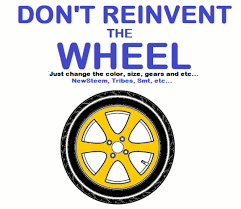 DON'T REINVENT
THE
WHEEL
Just change the color, size, gears and etc...
NewSteem, Tribes, Smt, etc...